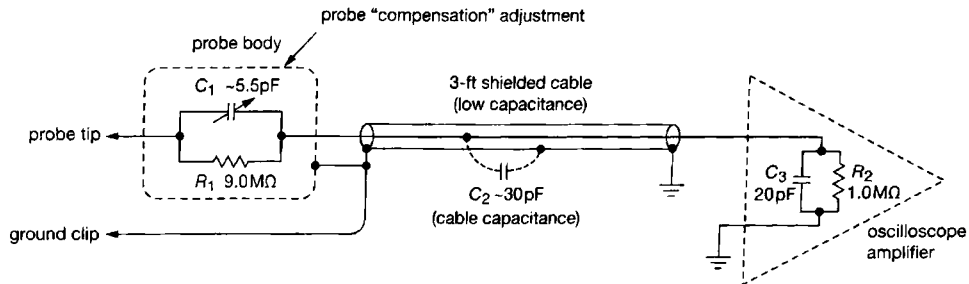 probe “compensation” adjustment
probe body
C1 ~5.5pF
3-ft shielded cable
(low capacitance)
probe tip
R1 9.0MΩ
C2 ~30pF
(cable capacitance)
C3
20pF
R2
1.0MΩ
ground clip
oscilloscope
amplifier